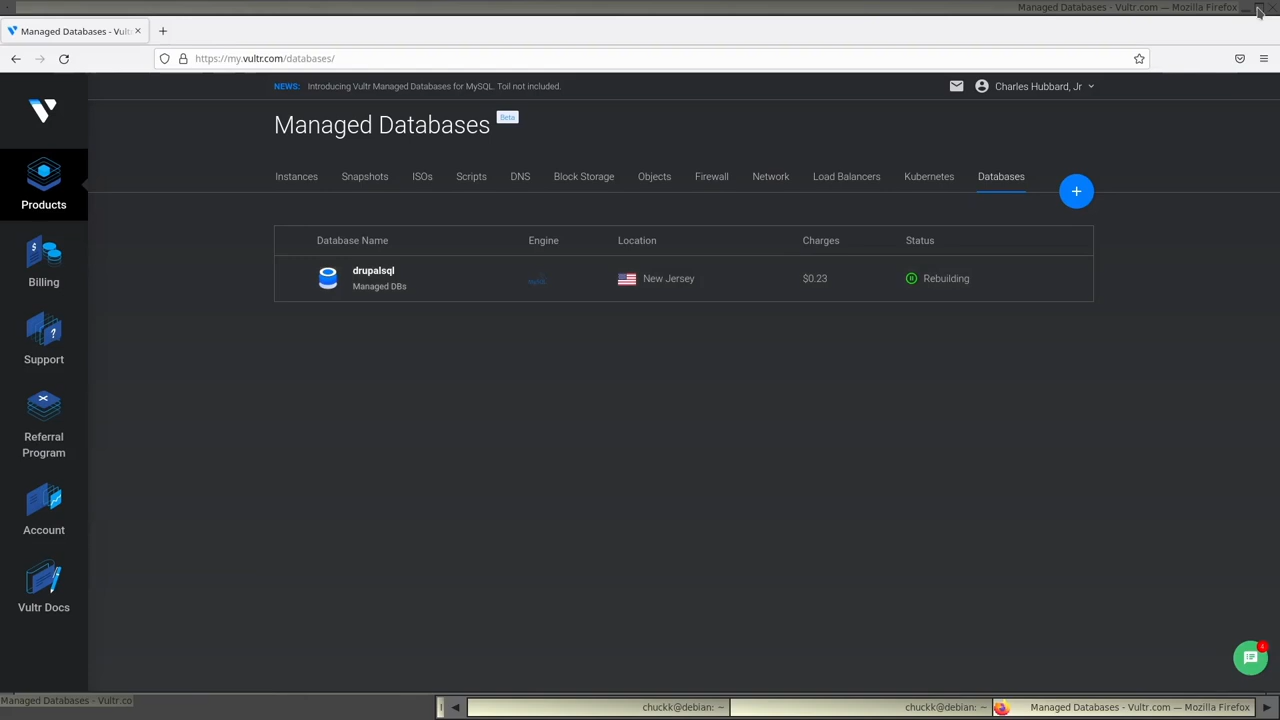 Managed Databases - Vultr.com — Mozilla Firefox
Managed Databases - Vult
https://my.vultr.com/databases/
NEWS: Introducing Vultr Managed Databases for MySQL. Toil not included.
Charles Hubbard, Jr
Managed Databases Beta
Instances Snapshots ISOs Scripts DNS Block Storage Objects Firewall Network Load Balancers Kubernetes Databases
+
Products
Billing
Support
Referral
Program
Account
Vultr Docs
Database Name Engine Location Charges Status
drupalsql
Managed DBs
New Jersey $0.23 Rebuilding
4
Managed Databases - Vultr.co
chuckk@debian: ~ chuckk@debian: ~ Managed Databases - Vultr.com — Mozilla Firefox